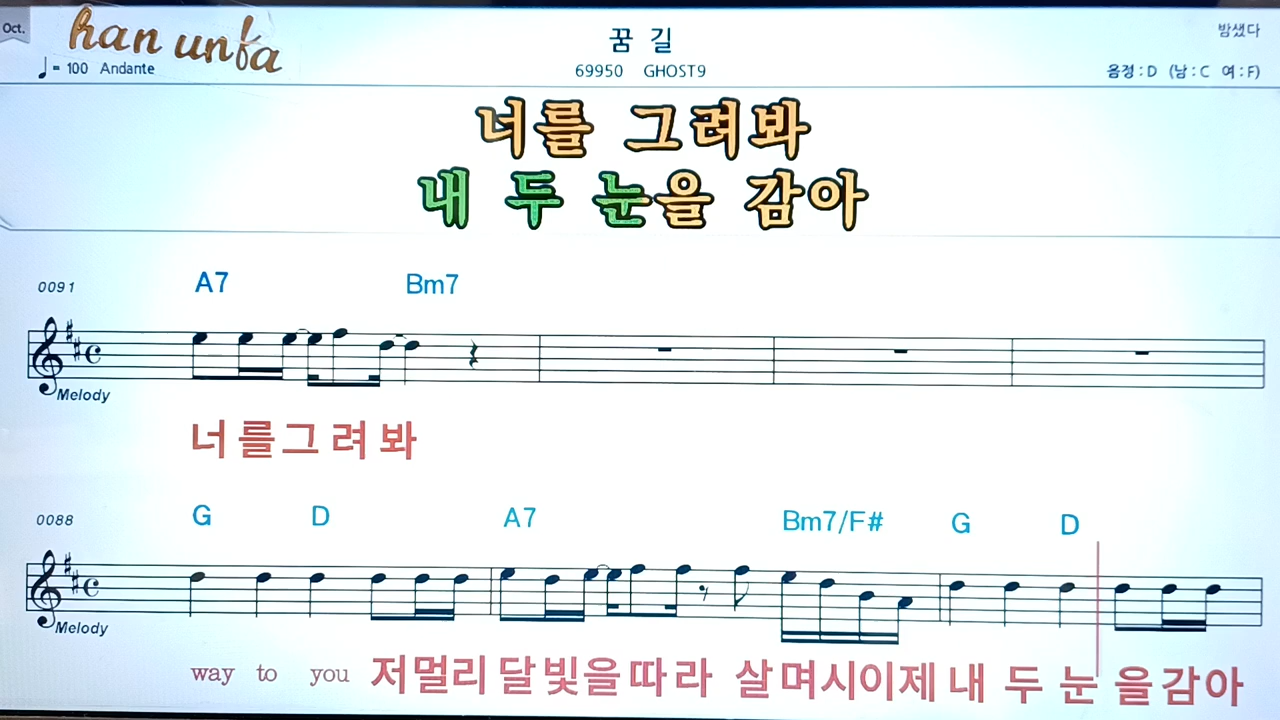 Oct.
han unfa
꿈 길
밤샜다
♩= 100 Andante
69950 GHOST9
음정 : D (남 : C 여 : F)
너를 그려봐
내 두 눈을 감아
0091
A7 Bm7
Melody
너 를그 려 봐
0088
G D A7 Bm7/F# G D
Melody
way to you 저멀리 달 빛을따 라 살 며시이제 내 두 눈 을감아